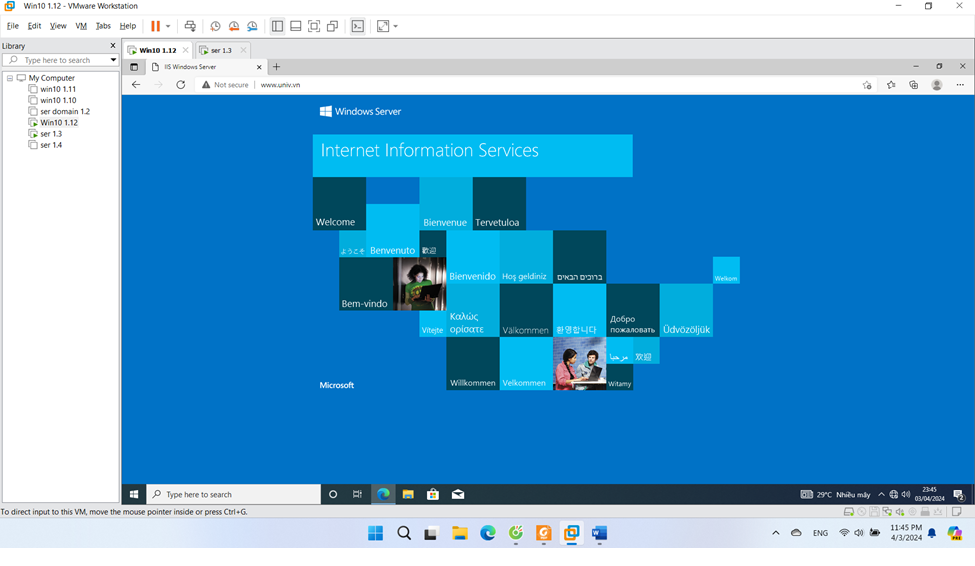 Win10 1.12 - VMware Workstation
File Edit View VM Tabs Help
Library
Type here to search
My Computer
win10 1.11
win10 1.10
ser domain 1.2
Win10 1.12
ser 1.3
ser 1.4
Win10 1.12
ser 1.3
IIS Windows Server
Not secure
www.univ.vn
Windows Server
Internet Information Services
Welcome
Bienvenue
Tervetuloa
ようこそ
Benvenuto
歡迎
Bienvenido
Hoş geldiniz
ברוכים הבאים
Welkom
Bem-vindo
Vítejte
Καλώς
ορίσατε
Välkommen
환영합니다
Добро
пожаловать
Üdvözöljük
Microsoft
Willkommen
Velkommen
مرحبا
欢迎
Witamy
Type here to search
29°C Nhiều mây
23:45
03/04/2024
2
To direct input to this VM, move the mouse pointer inside or press Ctrl+G.
ENG
11:45 PM
4/3/2024
PRE